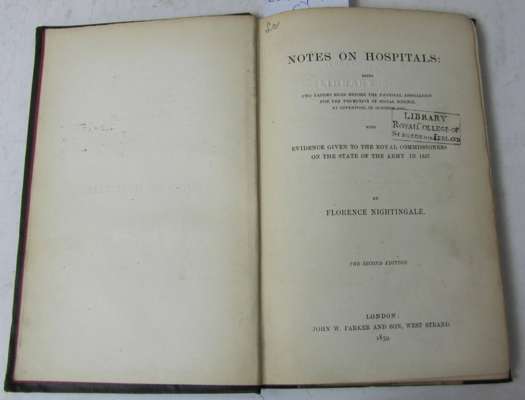 NOTES ON HOSPITALS:
BEING
TWO PAPERS READ BEFORE THE NATIONAL ASSOCIATION
FOR THE PROMOTION OF SOCIAL SCIENCE,
AT LIVERPOOL, IN OCTOBER
LIBRARY
ROYAL COLLEGE OF
SURGEONS IN IRELAND
WITH
EVIDENCE GIVEN TO THE ROYAL COMMISSIONERS
ON THE STATE OF THE ARMY IN 1857
BY
FLORENCE NIGHTINGALE.
THE SECOND EDITION
LONDON:
JOHN W. PARKER AND SON, WEST STRAND
1859